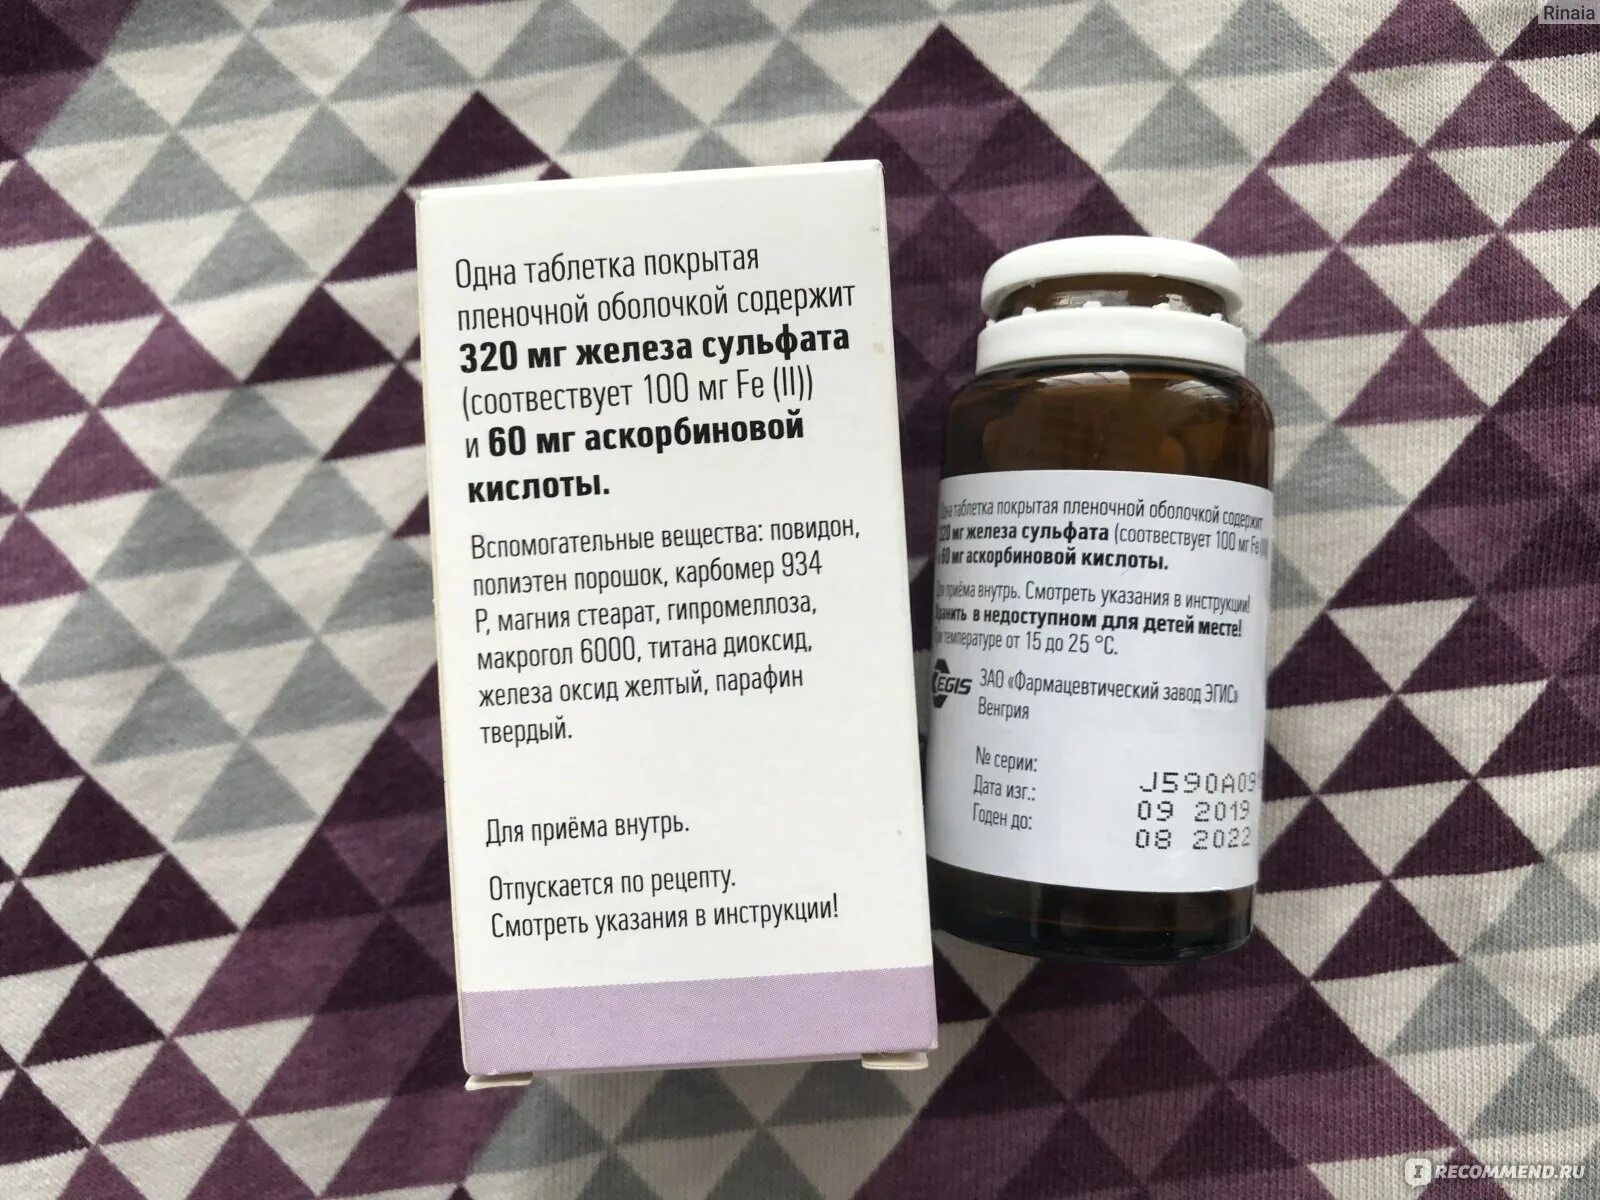 Rinaia
Одна таблетка покрытая
пленочной оболочкой содержит
320 мг железа сульфата
(соотвествует 100 мг Fe (II))
и 60 мг аскорбиновой
кислоты.
Вспомогательные вещества: повидон,
полиэтен порошок, карбомер 934
Р, магния стеарат, гипромеллоза,
макрогол 6000, титана диоксид,
железа оксид желтый, парафин
твердый.
Для приёма внутрь.
Отпускается по рецепту.
Смотреть указания в инструкции!
Одна таблетка покрытая пленочной оболочкой содержит
320 мг железа сульфата (соотвествует 100 мг Fe
60 мг аскорбиновой кислоты.
приёма внутрь. Смотреть указания в инструкции!
Хранить в недоступном для детей месте!
температуре от 15 до 25 °C.
EGIS ЗАО «Фармацевтический завод ЭГИС»
Венгрия
№ серии: J590A09
Дата изг.: 09 2019
Годен до: 08 2022
I RECOMMEND.RU